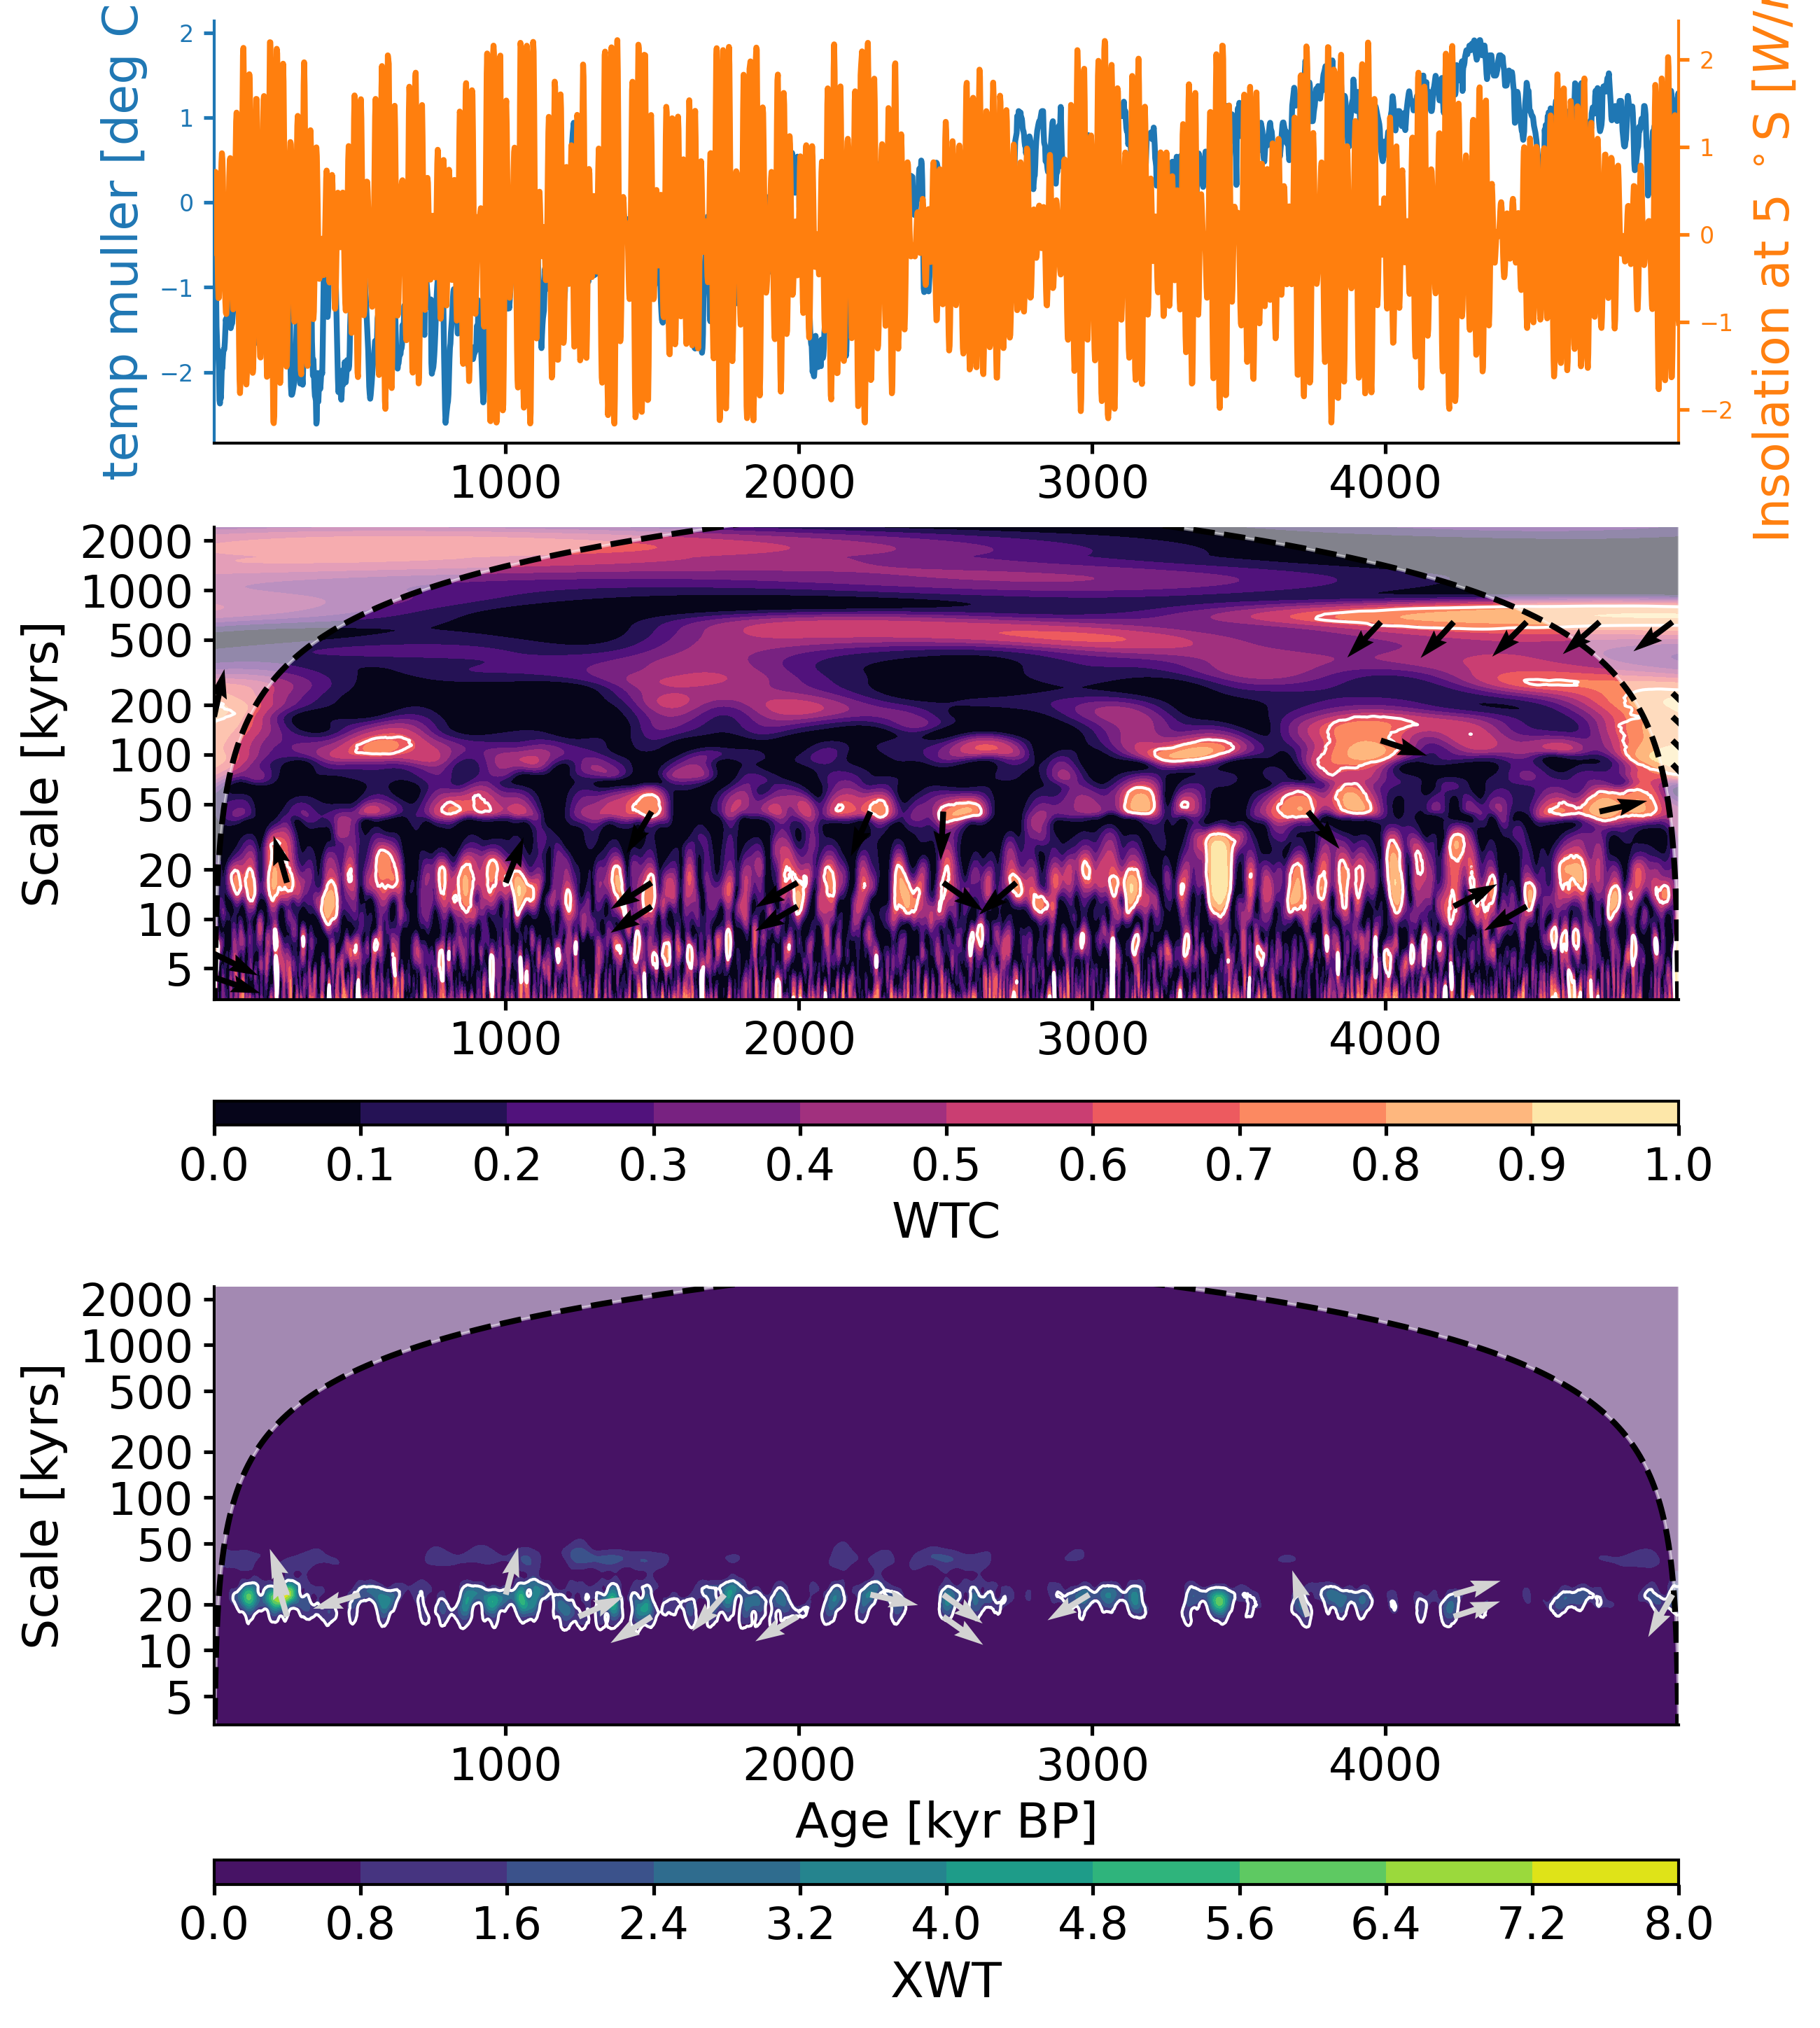 temp muller [deg C
2
1
0
−1
−2
2
1
0
−1
−2
Insolation at 5 °S [W/
1000 2000 3000 4000
Scale [kyrs]
2000
1000
500
200
100
50
20
10
5
1000 2000 3000 4000
0.0 0.1 0.2 0.3 0.4 0.5 0.6 0.7 0.8 0.9 1.0
WTC
Scale [kyrs]
2000
1000
500
200
100
50
20
10
5
1000 2000 3000 4000
Age [kyr BP]
0.0 0.8 1.6 2.4 3.2 4.0 4.8 5.6 6.4 7.2 8.0
XWT